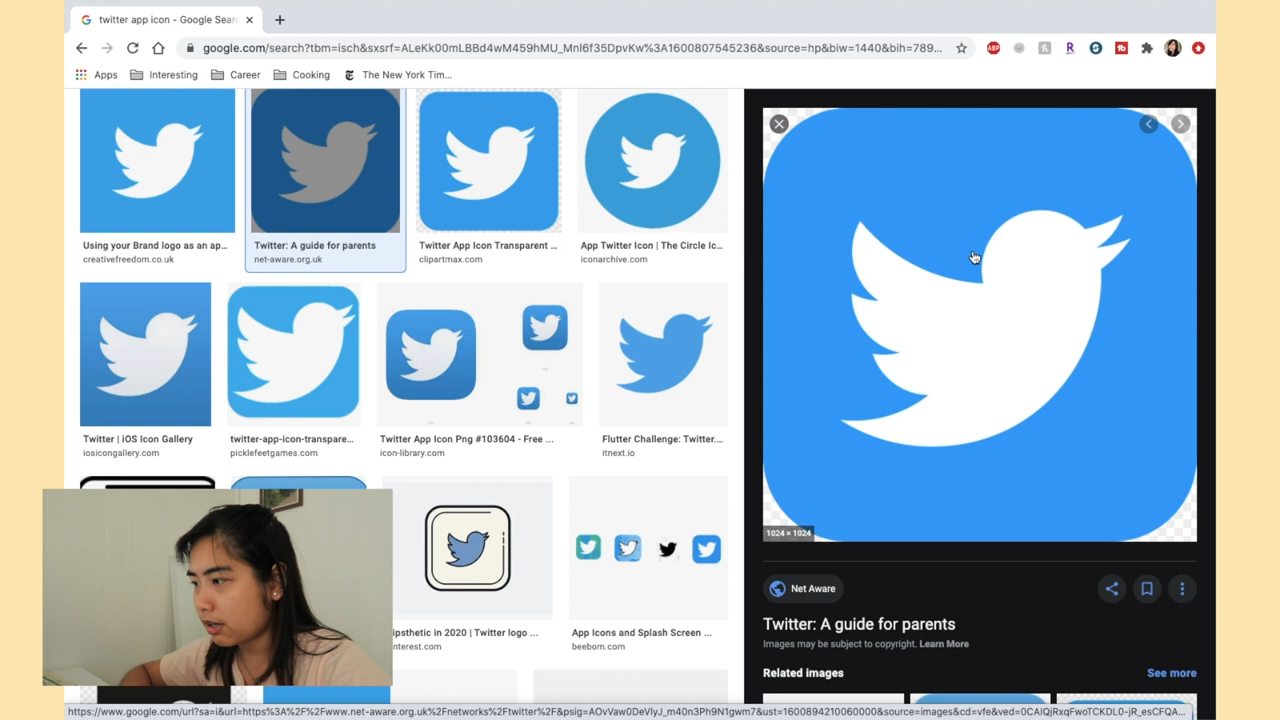 twitter app icon - Google Sear
google.com/search?tbm=isch&sxsrf=ALeKk00mLBBd4wM459hMU_MnI6f35DpvKw%3A1600807545236&source=hp&biw=1440&bih=789...
Apps Interesting Career Cooking The New York Tim...
Using your Brand logo as an ap...
creativefreedom.co.uk
Twitter: A guide for parents
net-aware.org.uk
Twitter App Icon Transparent ...
clipartmax.com
App Twitter Icon | The Circle Ic...
iconarchive.com
Twitter | iOS Icon Gallery
iosicongallery.com
twitter-app-icon-transpare...
picklefeetgames.com
Twitter App Icon Png #103604 - Free ...
icon-library.com
Flutter Challenge: Twitter...
itnext.io
ipsthetic in 2020 | Twitter logo ...
nterest.com
App Icons and Splash Screen ...
beebom.com
1024 × 1024
Net Aware
Twitter: A guide for parents
Images may be subject to copyright. Learn More
Related images
See more
https://www.google.com/url?sa=i&url=https%3A%2F%2Fwww.net-aware.org.uk%2Fnetworks%2Ftwitter%2F&psig=AOvVaw0DeVlyJ_m40n3Ph9N1gwm7&ust=1600894210060000&source=images&cd=vfe&ved=0CAIQjRxqFwoTCKDL0-jR_esCFQA...